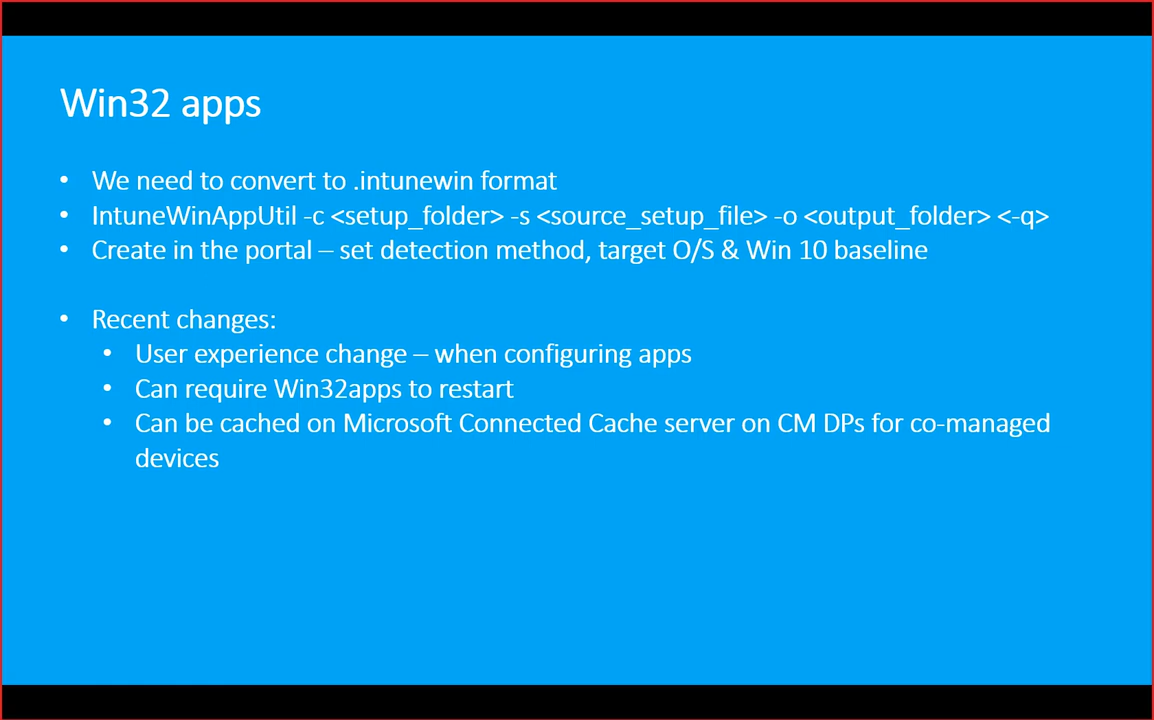 Win32 apps
• We need to convert to .intunewin format
• IntuneWinAppUtil -c <setup_folder> -s <source_setup_file> -o <output_folder> <-q>
• Create in the portal – set detection method, target O/S & Win 10 baseline
• Recent changes:
• User experience change – when configuring apps
• Can require Win32apps to restart
• Can be cached on Microsoft Connected Cache server on CM DPs for co-managed
devices